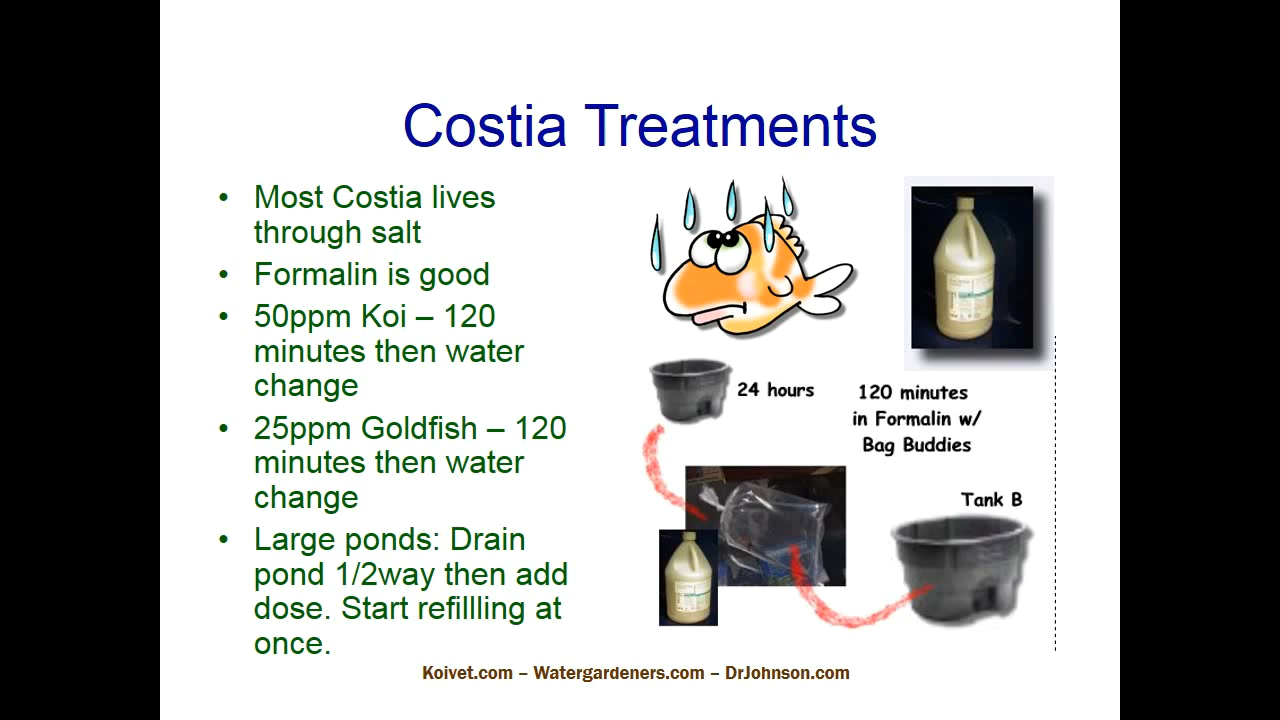 Costia Treatments
• Most Costia lives
through salt
• Formalin is good
• 50ppm Koi – 120
minutes then water
change
• 25ppm Goldfish – 120
minutes then water
change
• Large ponds: Drain
pond 1/2way then add
dose. Start refillling at
once.
24 hours
120 minutes
in Formalin w/
Bag Buddies
Tank B
Koivet.com – Watergardeners.com – DrJohnson.com